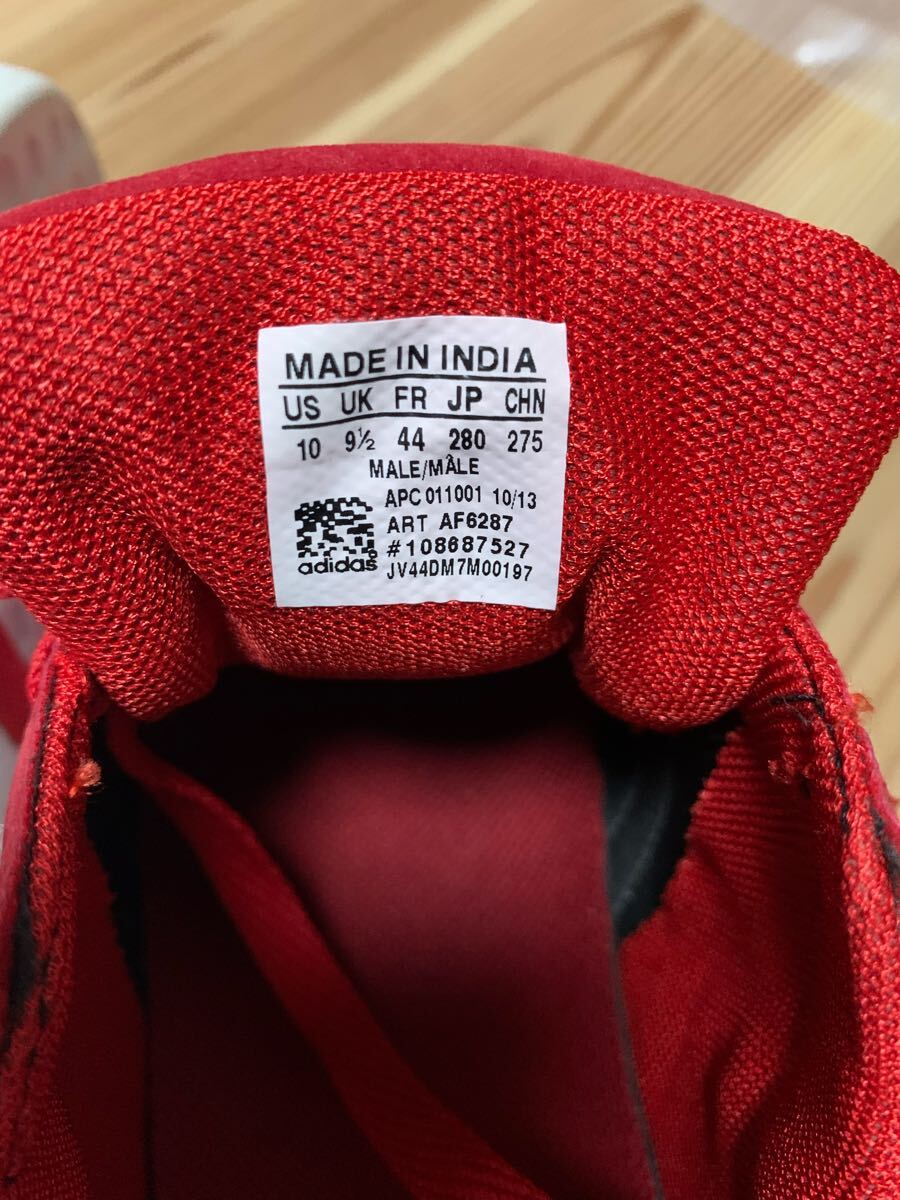 MADE IN INDIA
US UK FR JP CHN
10 9½ 44 280 275
MALE/MÂLE
APC 011001 10/13
ART AF6287
#108687527
adidas JV44DM7M00197